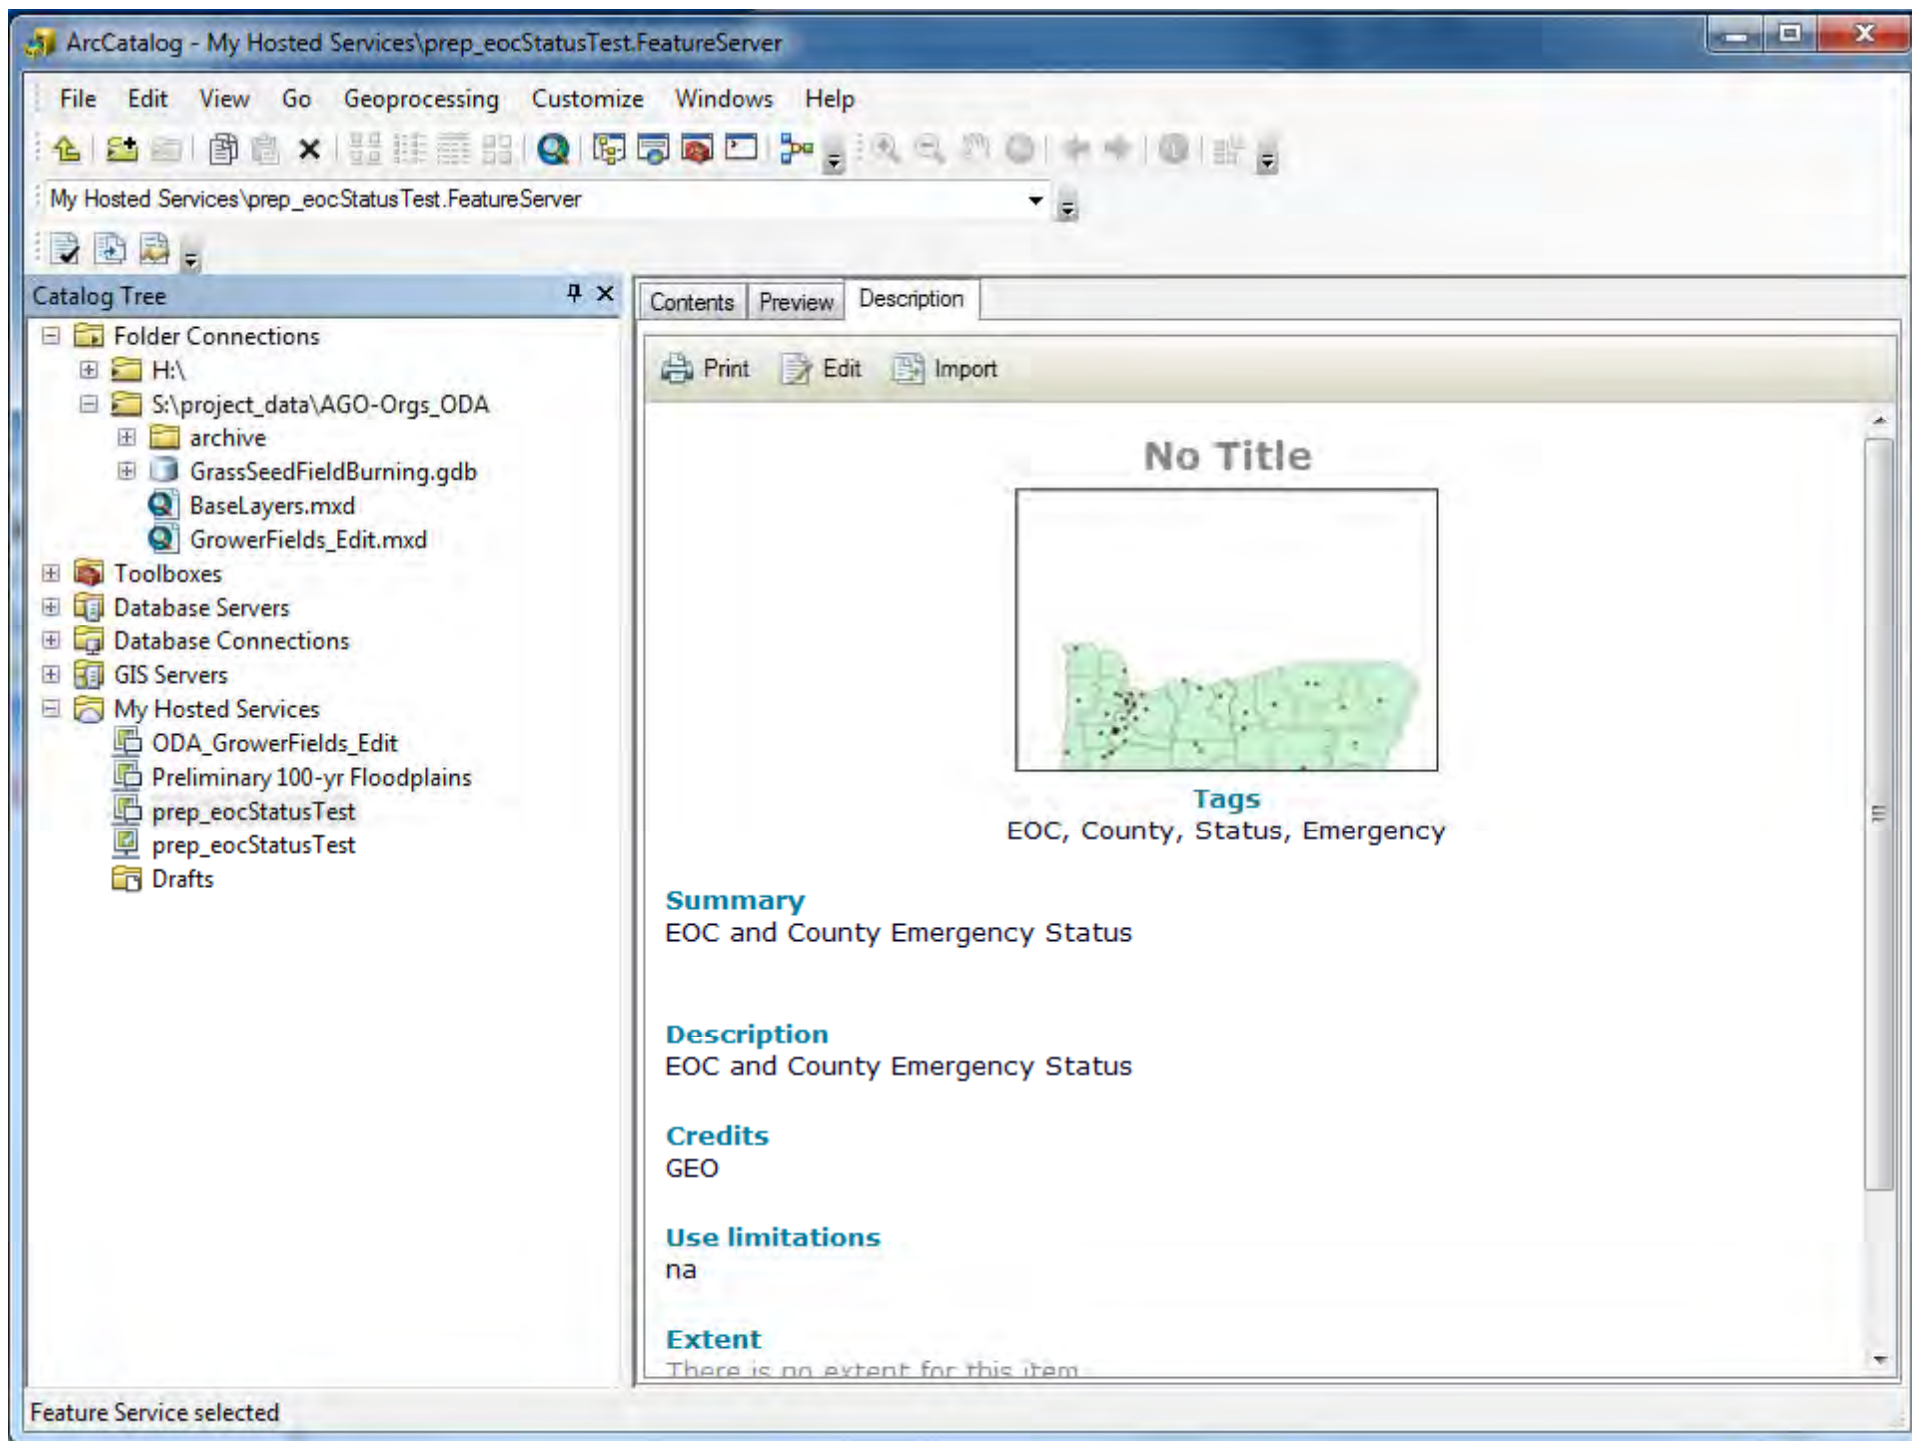 ArcCatalog - My Hosted Services\prep_eocStatusTest.FeatureServer
File Edit View Go Geoprocessing Customize Windows Help
My Hosted Services\prep_eocStatusTest.FeatureServer
Catalog Tree
Folder Connections
H:\
S:\project_data\AGO-Orgs_ODA
archive
GrassSeedFieldBurning.gdb
BaseLayers.mxd
GrowerFields_Edit.mxd
Toolboxes
Database Servers
Database Connections
GIS Servers
My Hosted Services
ODA_GrowerFields_Edit
Preliminary 100-yr Floodplains
prep_eocStatusTest
prep_eocStatusTest
Drafts
Contents Preview Description
Print Edit Import
No Title
Tags
EOC, County, Status, Emergency
Summary
EOC and County Emergency Status
Description
EOC and County Emergency Status
Credits
GEO
Use limitations
na
Extent
There is no extent for this item
Feature Service selected